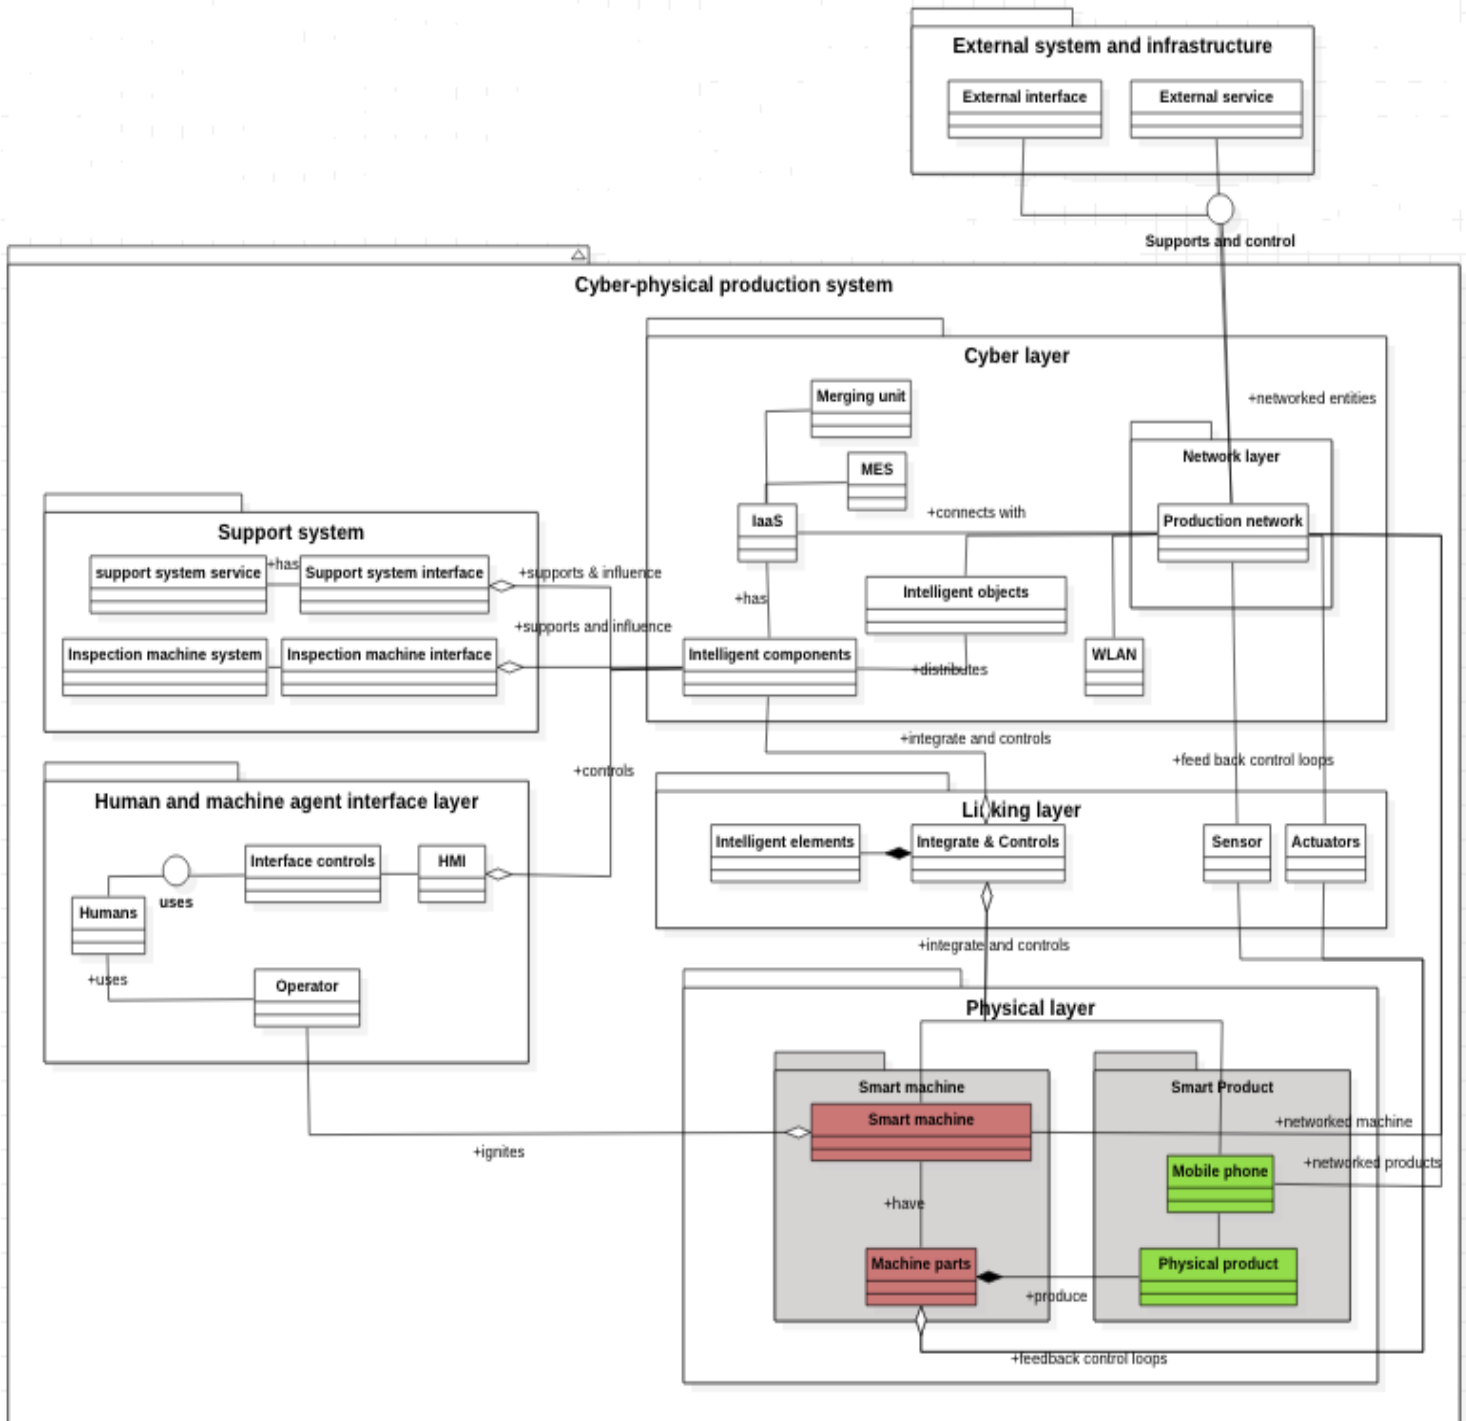 External system and infrastructure
External interface
External service
Supports and control
Cyber-physical production system
Cyber layer
Merging unit
+networked entities
MES
Network layer
IaaS
+connects with
Production network
Support system
support system service
+has
Support system interface
+supports & influence
Intelligent objects
+has
+supports and influence
Inspection machine system
Inspection machine interface
Intelligent components
+distributes
WLAN
+integrate and controls
+feed back control loops
+controls
Human and machine agent interface layer
Linking layer
Interface controls
HMI
Intelligent elements
Integrate & Controls
Sensor
Actuators
uses
Humans
+uses
Operator
+integrate and controls
Physical layer
Smart machine
Smart Product
Smart machine
+networked machine
+ignites
+networked products
Mobile phone
+have
Machine parts
Physical product
+produce
+feedback control loops